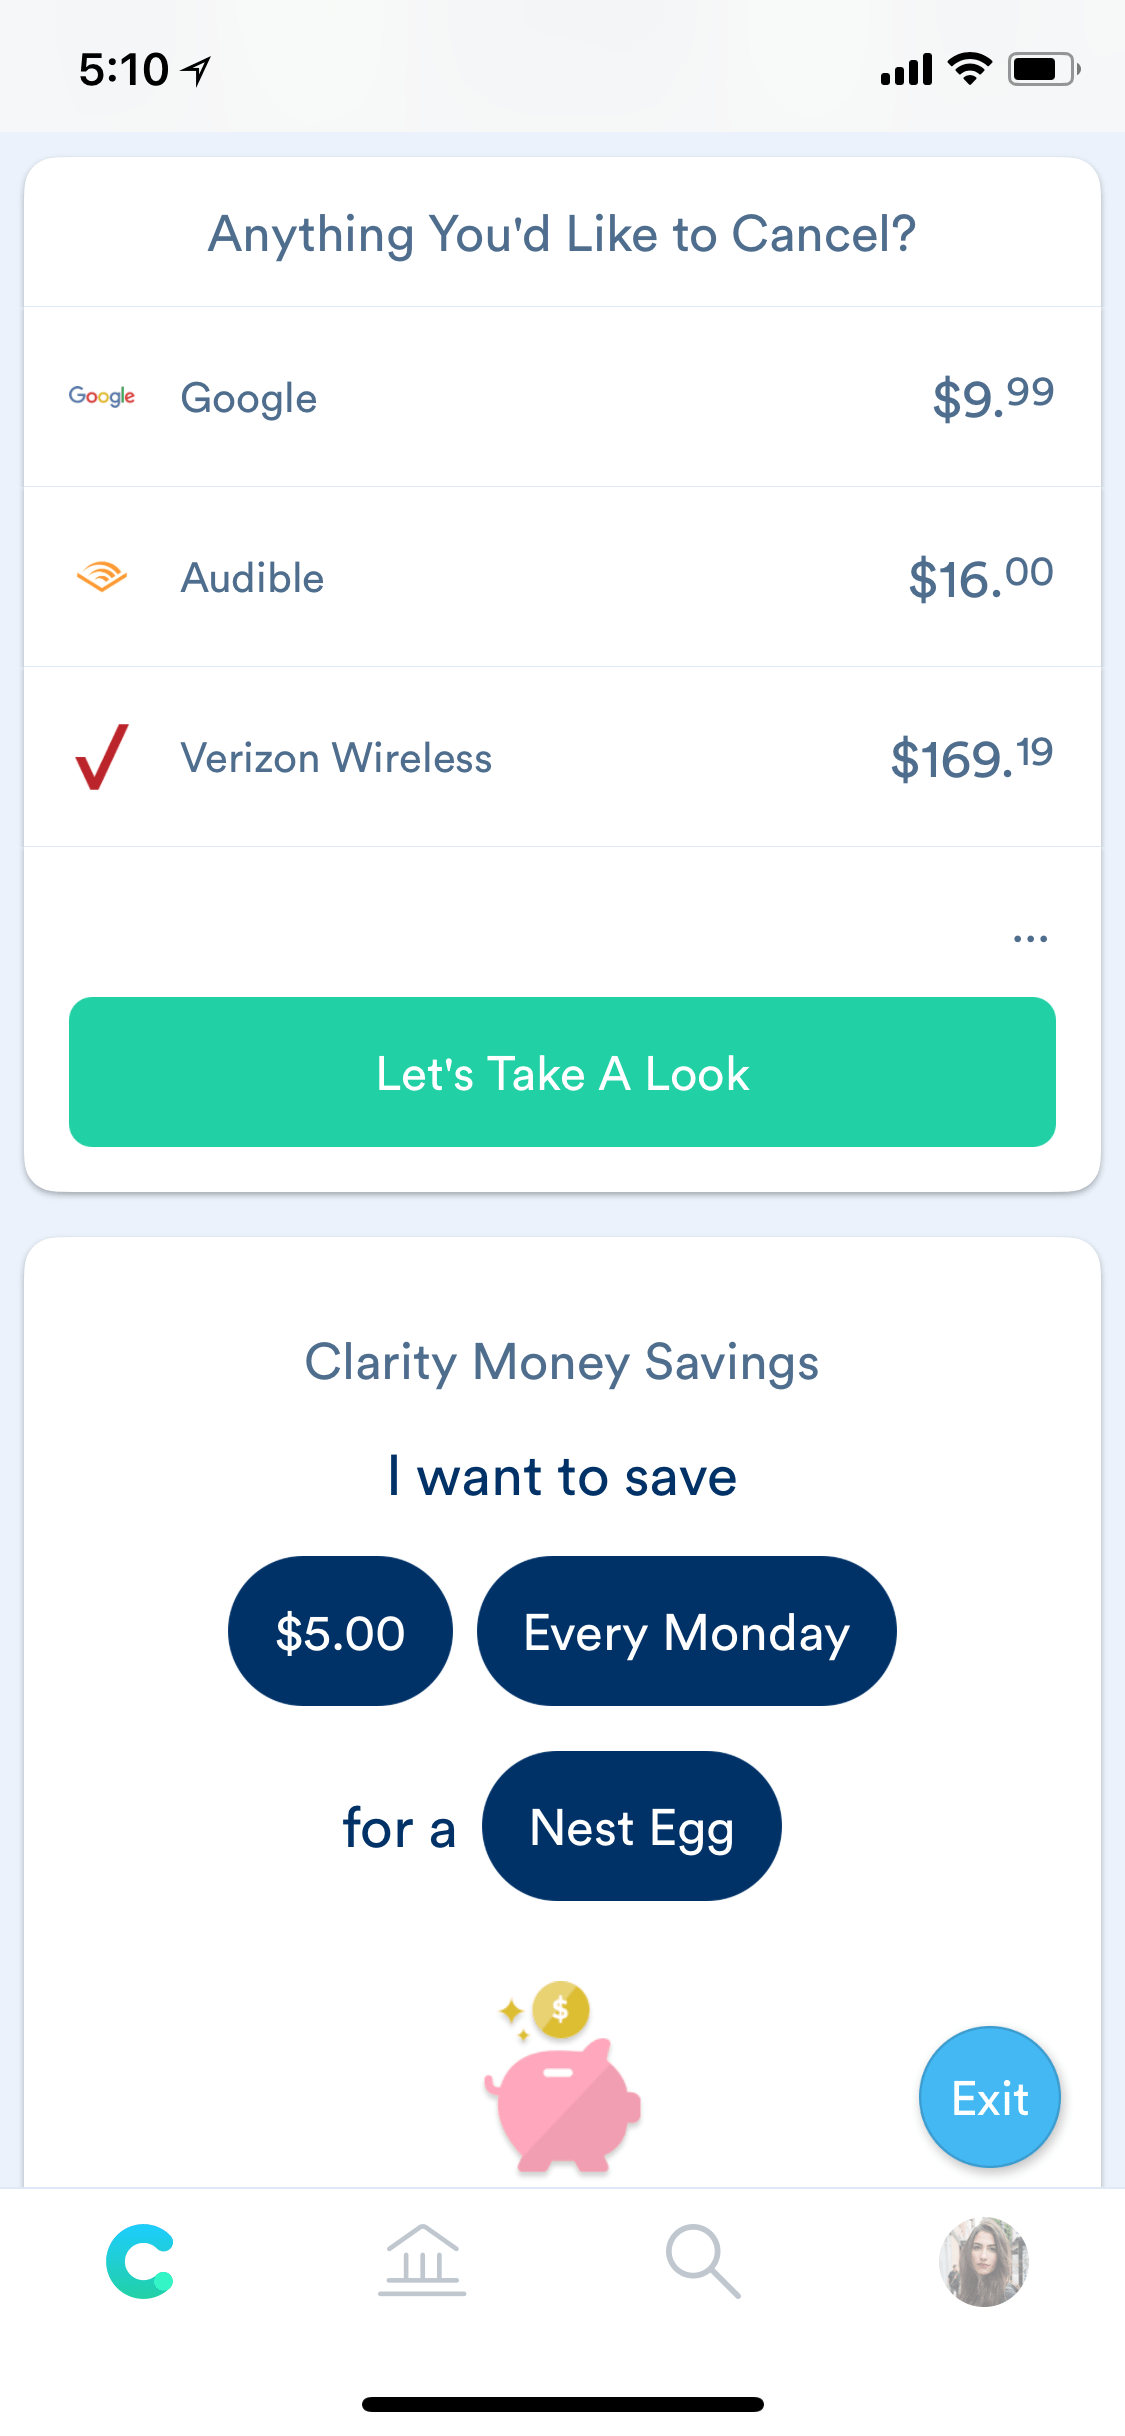 5:10
Anything You'd Like to Cancel?
Google Google $9.99
Audible $16.00
Verizon Wireless $169.19
...
Let's Take A Look
Clarity Money Savings
I want to save
$5.00 Every Monday
for a Nest Egg
$
Exit